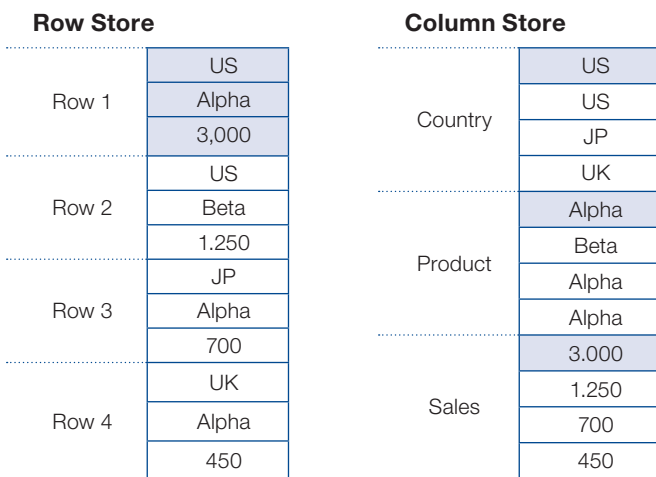 Row Store
Row 1
US
Alpha
3,000
Row 2
US
Beta
1.250
Row 3
JP
Alpha
700
Row 4
UK
Alpha
450
Column Store
Country
US
US
JP
UK
Product
Alpha
Beta
Alpha
Alpha
Sales
3.000
1.250
700
450